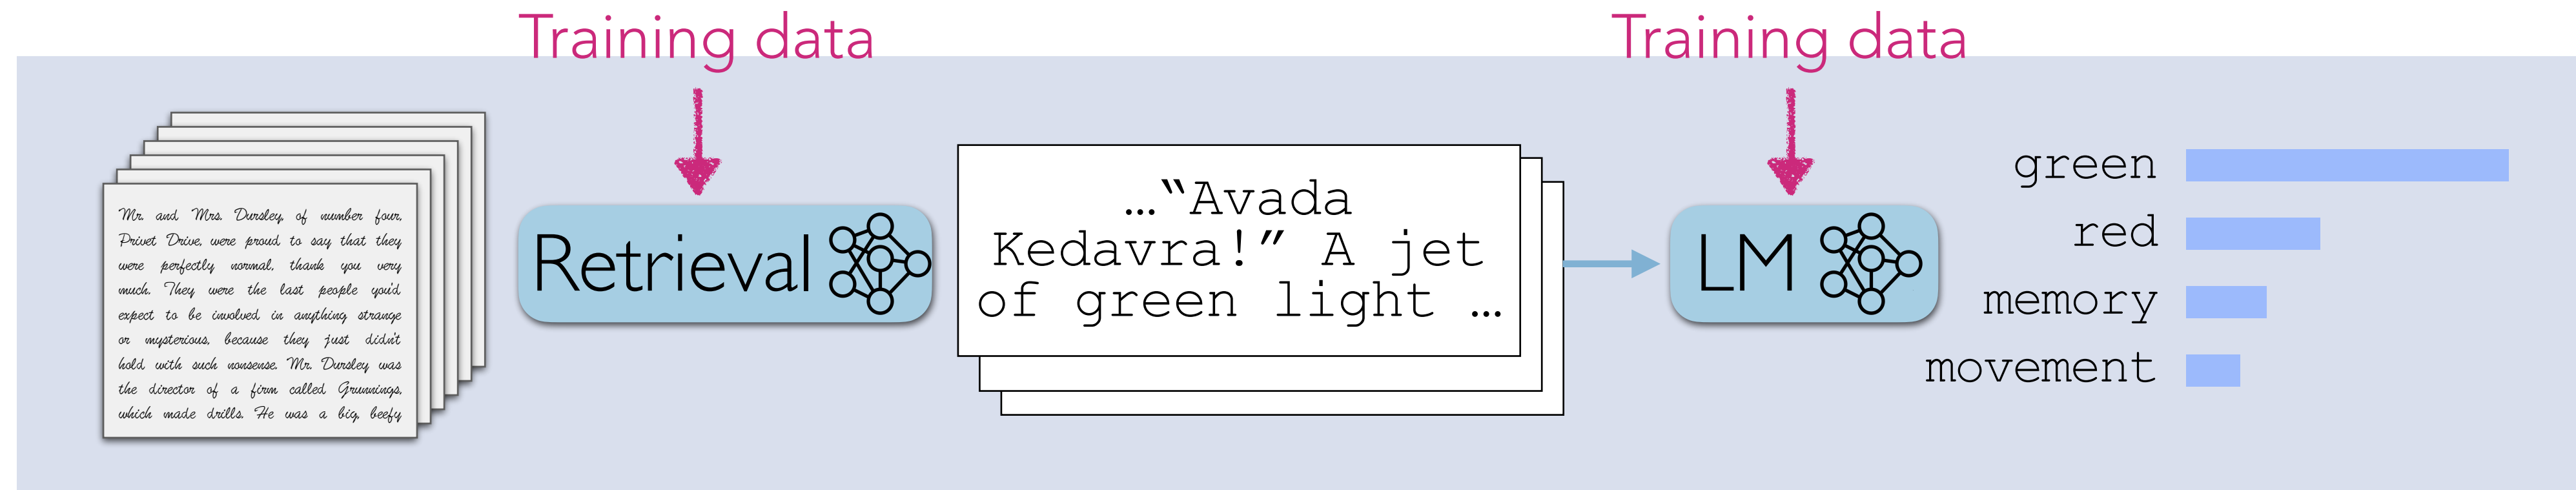 Training data
Training data
Mr. and Mrs. Dursley, of number four,
Privet Drive, were proud to say that they
were perfectly normal, thank you very
much. They were the last people you'd
expect to be involved in anything strange
or mysterious, because they just didn't
hold with such nonsense. Mr. Dursley was
the director of a firm called Grunnings,
which made drills. He was a big, beefy
Retrieval
…“Avada
Kedavra!” A jet
of green light …
LM
green
red
memory
movement